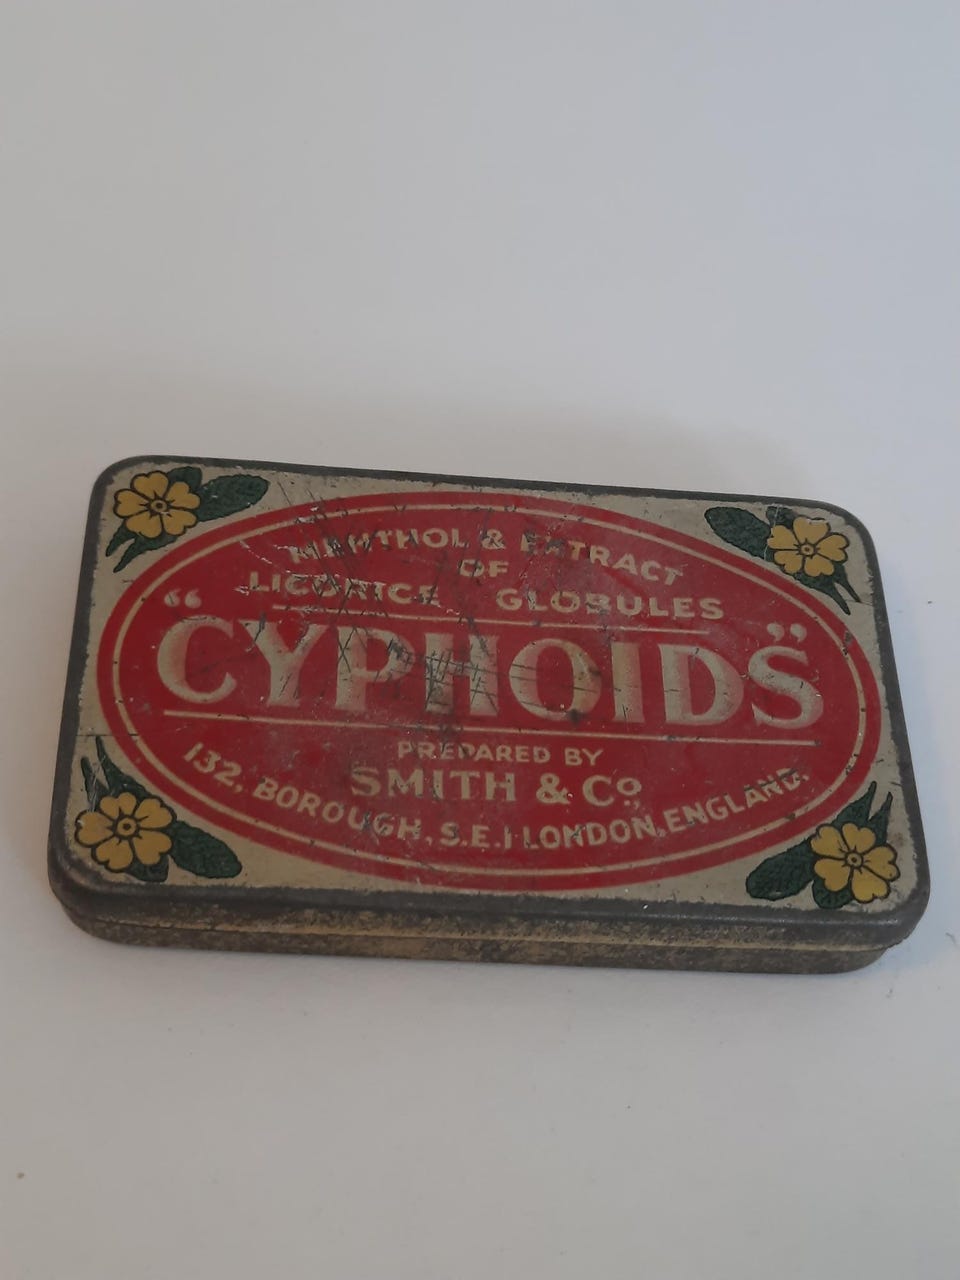 MENTHOL & EXTRACT
OF
LICORICE GLOBULES
“CYPHOIDS”
PREPARED BY
SMITH & Co.
132, BOROUGH, S.E.1 LONDON, ENGLAND.